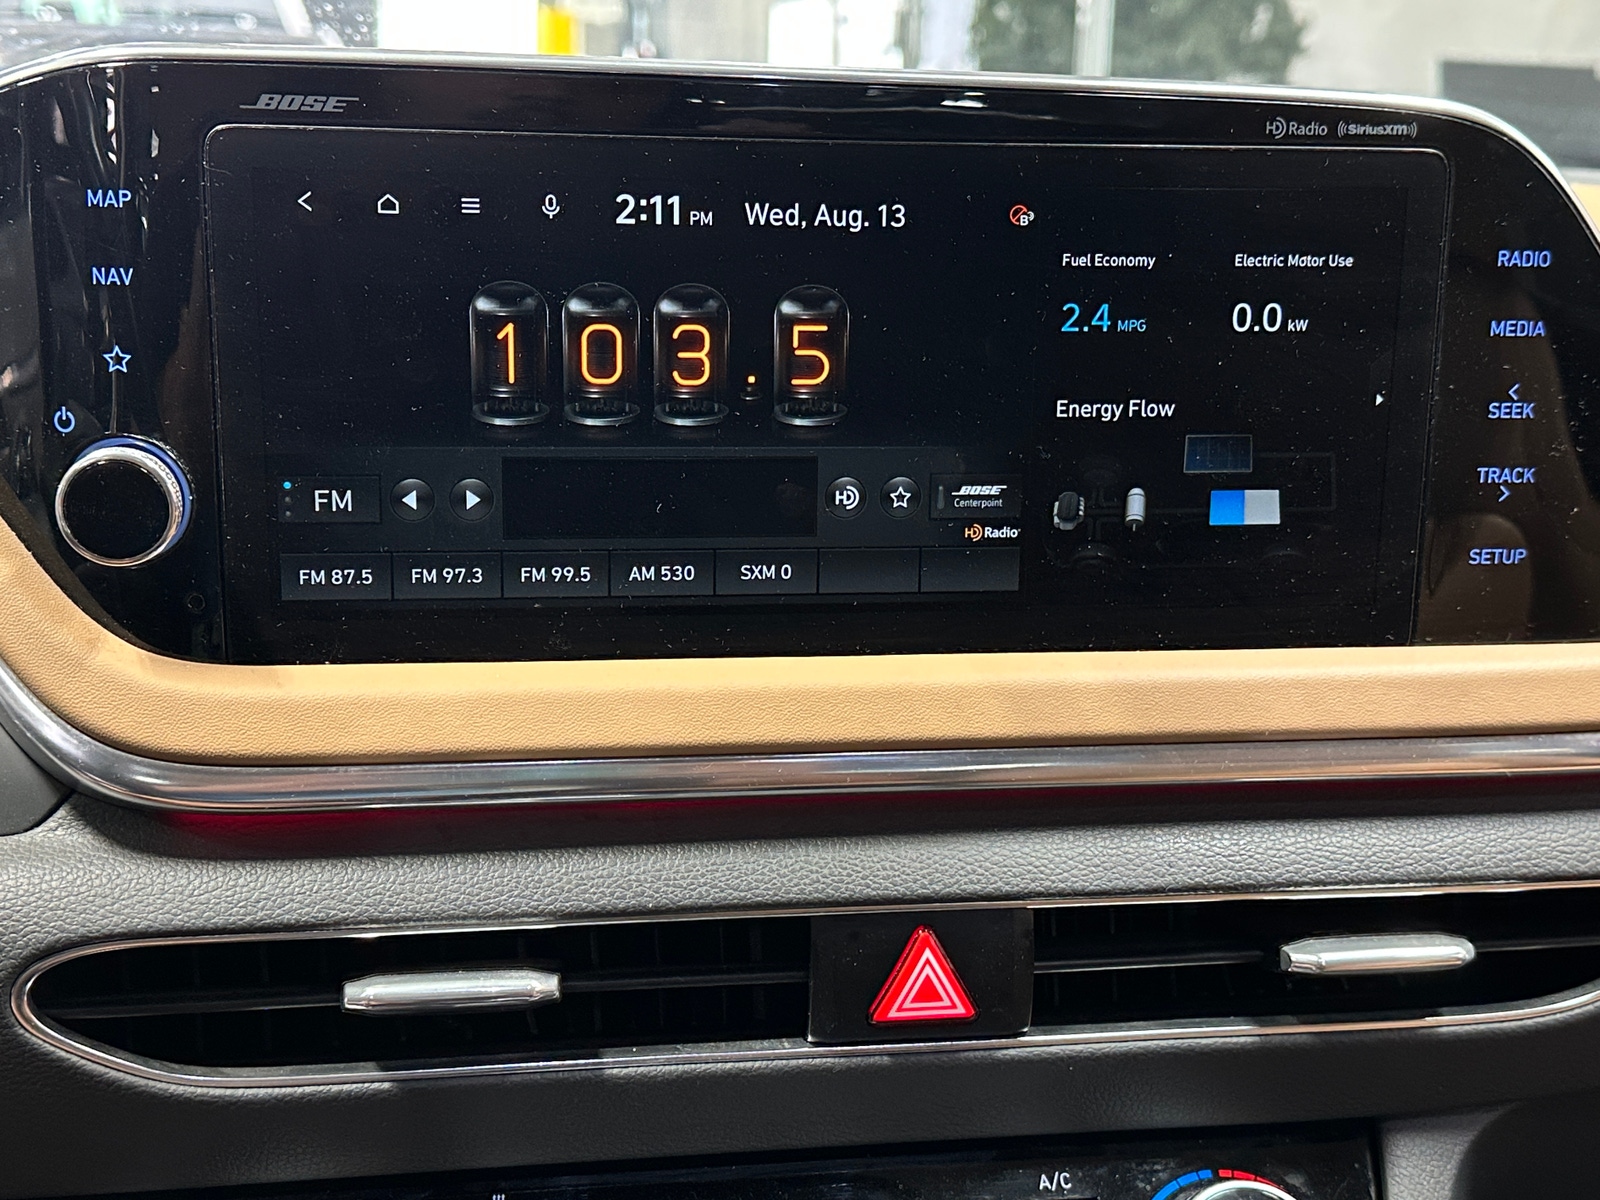 BOSE
HD Radio SiriusXM
MAP
NAV
2:11 PM Wed, Aug. 13
B
Fuel Economy
Electric Motor Use
2.4 MPG
0.0 kW
103.5
Energy Flow
FM
HD
BOSE
Centerpoint
HD Radio
FM 87.5
FM 97.3
FM 99.5
AM 530
SXM 0
RADIO
MEDIA
<
SEEK
TRACK
>
SETUP
A/C